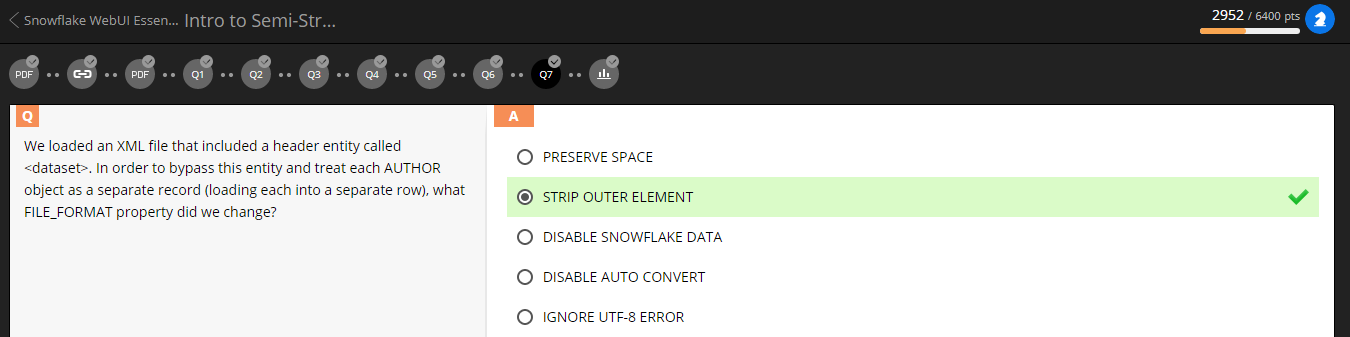 Snowflake WebUI Essen... Intro to Semi-Str...
2952 / 6400 pts
PDF
PDF
Q1
Q2
Q3
Q4
Q5
Q6
Q7
Q
We loaded an XML file that included a header entity called
<dataset>. In order to bypass this entity and treat each AUTHOR
object as a separate record (loading each into a separate row), what
FILE_FORMAT property did we change?
A
PRESERVE SPACE
STRIP OUTER ELEMENT
DISABLE SNOWFLAKE DATA
DISABLE AUTO CONVERT
IGNORE UTF-8 ERROR